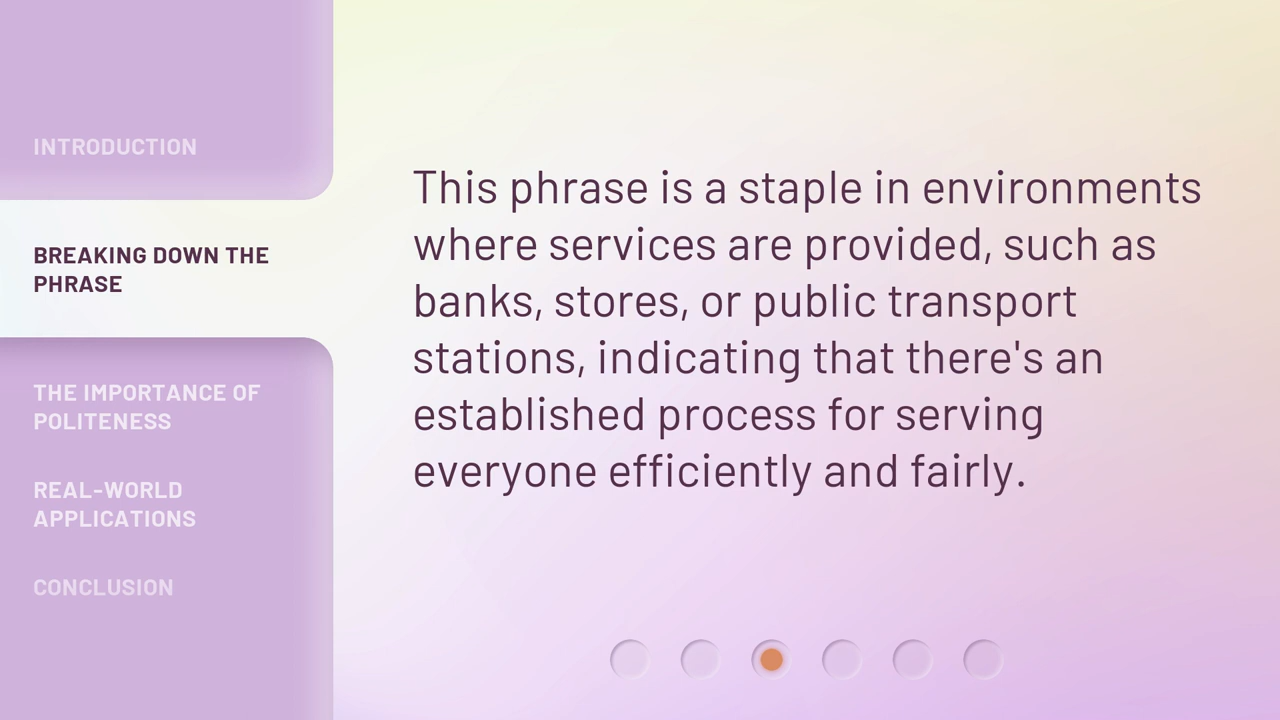 INTRODUCTION
BREAKING DOWN THE
PHRASE
THE IMPORTANCE OF
POLITENESS
REAL-WORLD
APPLICATIONS
CONCLUSION
This phrase is a staple in environments
where services are provided, such as
banks, stores, or public transport
stations, indicating that there's an
established process for serving
everyone efficiently and fairly.